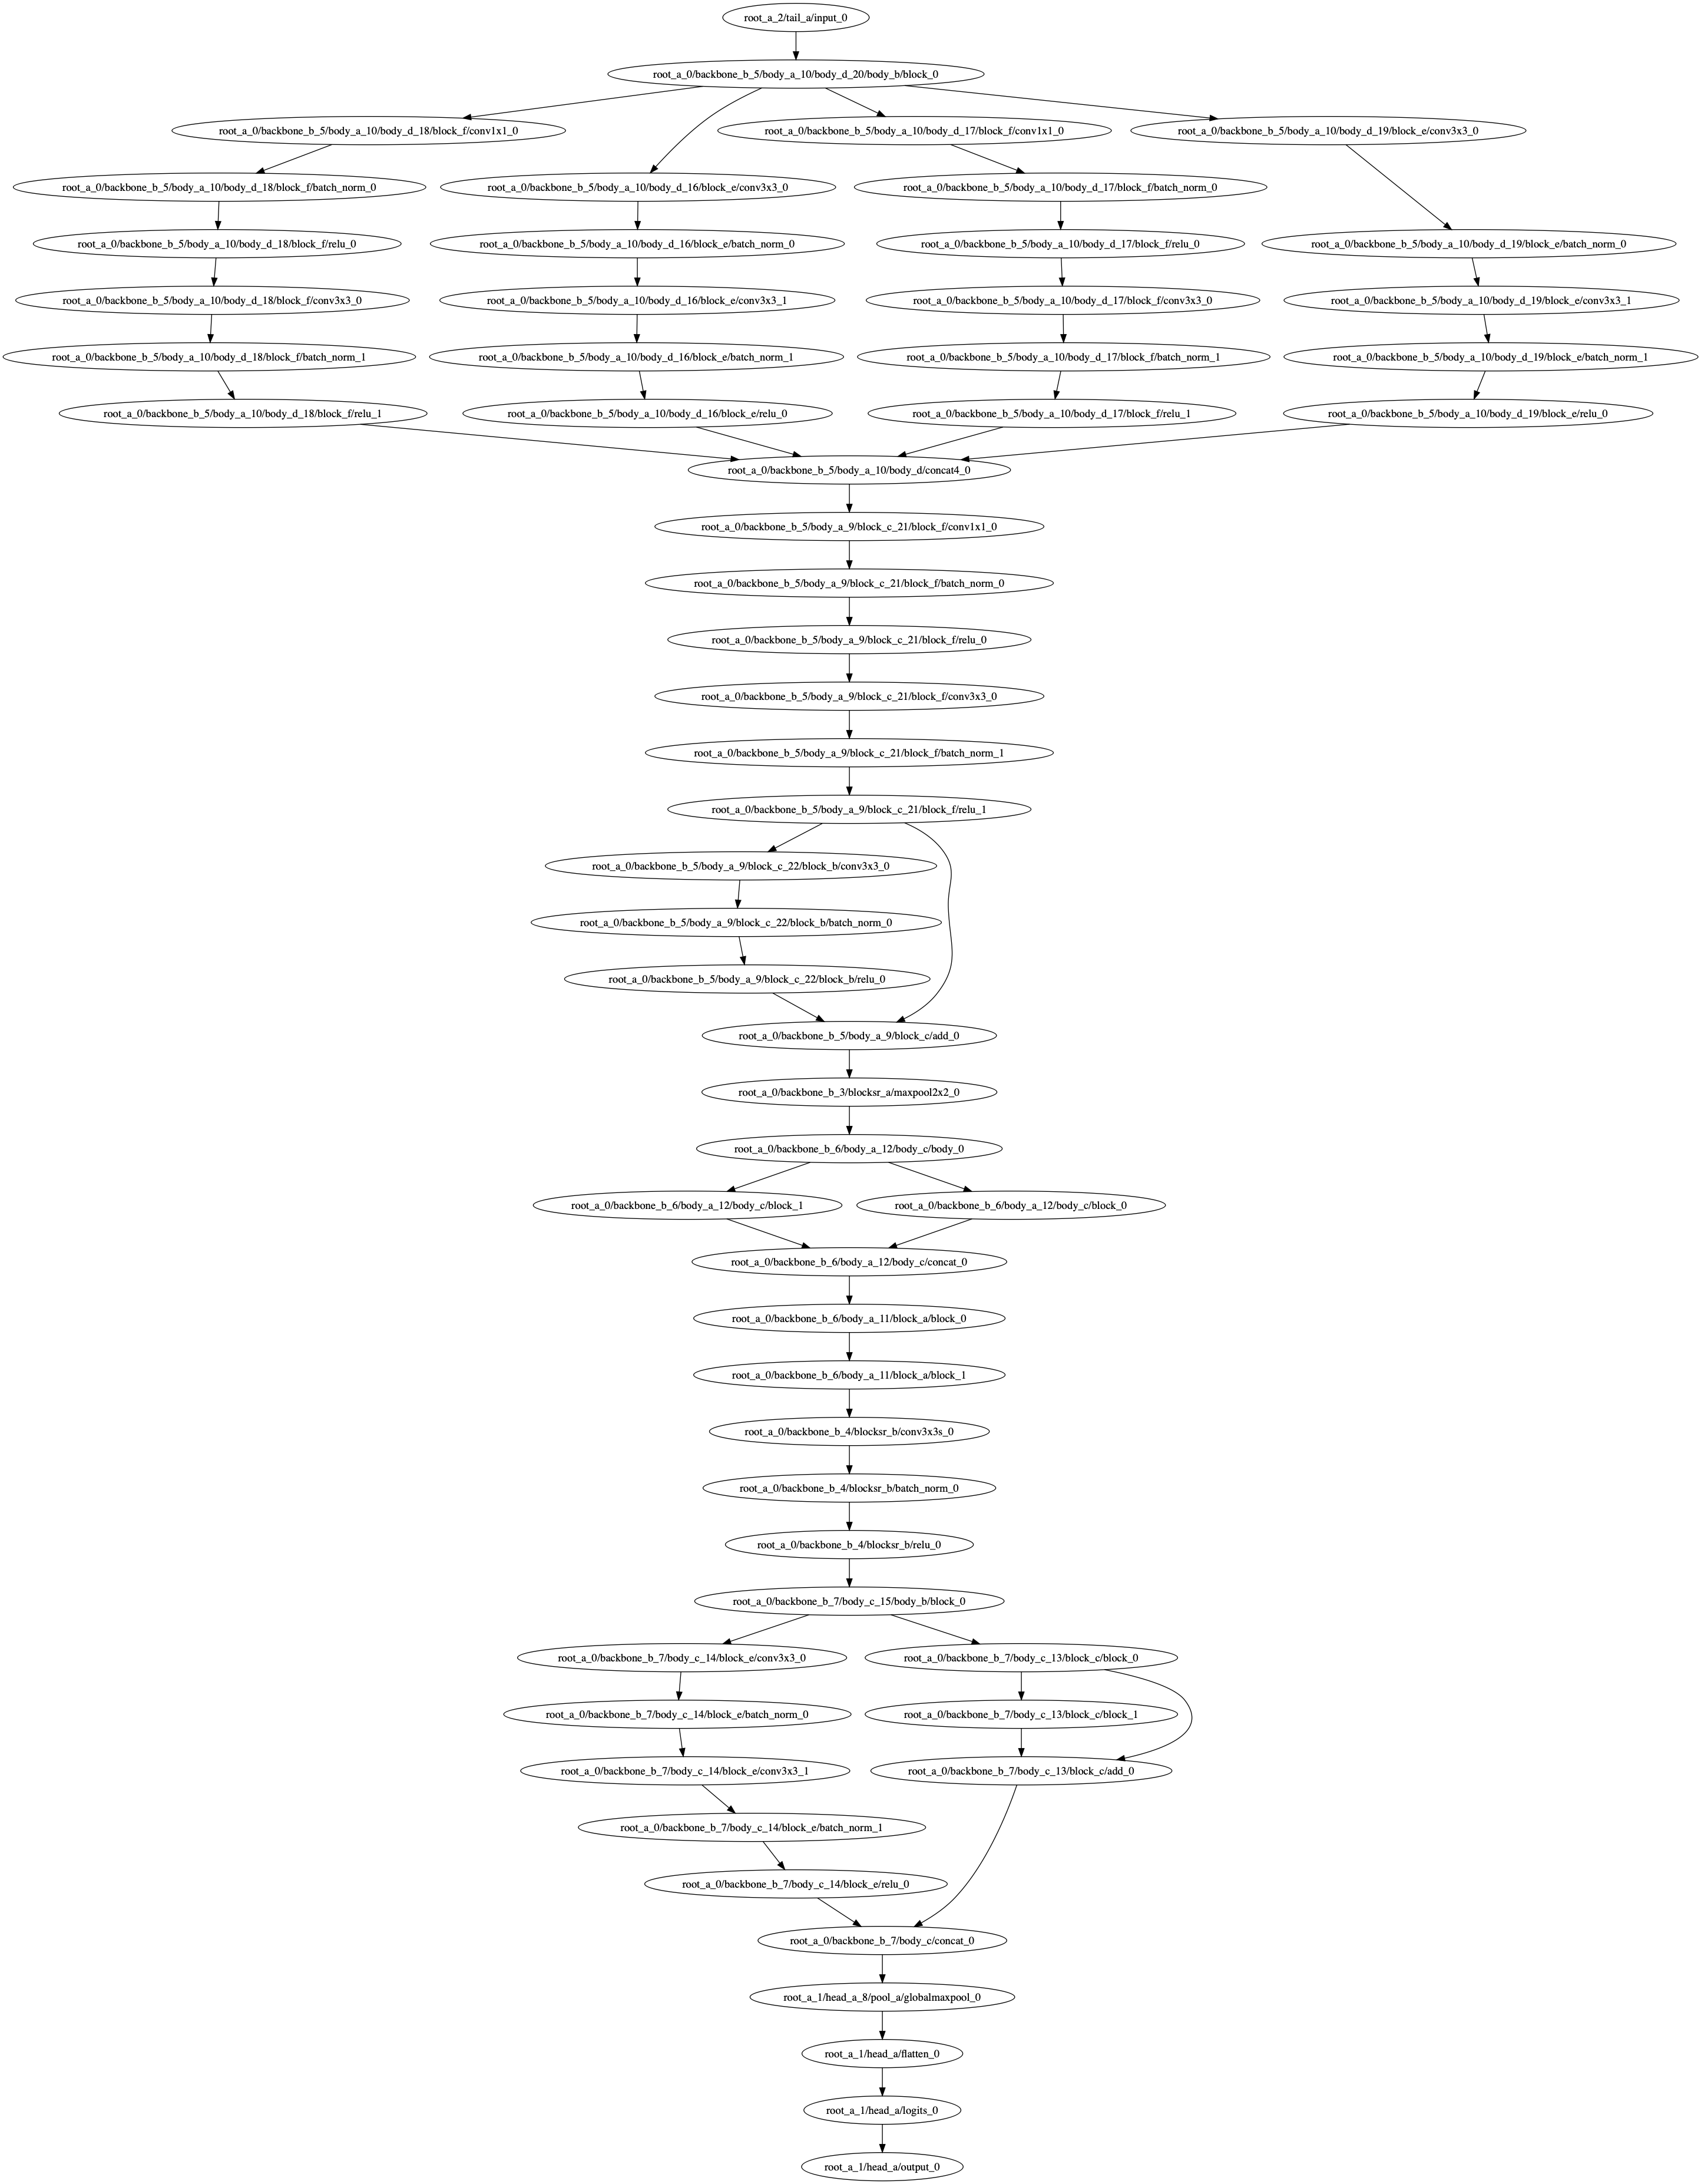 root_a_2/tail_a/input_0
root_a_0/backbone_b_5/body_a_10/body_d_20/body_b/block_0
root_a_0/backbone_b_5/body_a_10/body_d_18/block_f/conv1x1_0
root_a_0/backbone_b_5/body_a_10/body_d_17/block_f/conv1x1_0
root_a_0/backbone_b_5/body_a_10/body_d_19/block_e/conv3x3_0
root_a_0/backbone_b_5/body_a_10/body_d_18/block_f/batch_norm_0
root_a_0/backbone_b_5/body_a_10/body_d_16/block_e/conv3x3_0
root_a_0/backbone_b_5/body_a_10/body_d_17/block_f/batch_norm_0
root_a_0/backbone_b_5/body_a_10/body_d_18/block_f/relu_0
root_a_0/backbone_b_5/body_a_10/body_d_16/block_e/batch_norm_0
root_a_0/backbone_b_5/body_a_10/body_d_17/block_f/relu_0
root_a_0/backbone_b_5/body_a_10/body_d_19/block_e/batch_norm_0
root_a_0/backbone_b_5/body_a_10/body_d_18/block_f/conv3x3_0
root_a_0/backbone_b_5/body_a_10/body_d_16/block_e/conv3x3_1
root_a_0/backbone_b_5/body_a_10/body_d_17/block_f/conv3x3_0
root_a_0/backbone_b_5/body_a_10/body_d_19/block_e/conv3x3_1
root_a_0/backbone_b_5/body_a_10/body_d_18/block_f/batch_norm_1
root_a_0/backbone_b_5/body_a_10/body_d_16/block_e/batch_norm_1
root_a_0/backbone_b_5/body_a_10/body_d_17/block_f/batch_norm_1
root_a_0/backbone_b_5/body_a_10/body_d_19/block_e/batch_norm_1
root_a_0/backbone_b_5/body_a_10/body_d_18/block_f/relu_1
root_a_0/backbone_b_5/body_a_10/body_d_16/block_e/relu_0
root_a_0/backbone_b_5/body_a_10/body_d_17/block_f/relu_1
root_a_0/backbone_b_5/body_a_10/body_d_19/block_e/relu_0
root_a_0/backbone_b_5/body_a_10/body_d/concat4_0
root_a_0/backbone_b_5/body_a_9/block_c_21/block_f/conv1x1_0
root_a_0/backbone_b_5/body_a_9/block_c_21/block_f/batch_norm_0
root_a_0/backbone_b_5/body_a_9/block_c_21/block_f/relu_0
root_a_0/backbone_b_5/body_a_9/block_c_21/block_f/conv3x3_0
root_a_0/backbone_b_5/body_a_9/block_c_21/block_f/batch_norm_1
root_a_0/backbone_b_5/body_a_9/block_c_21/block_f/relu_1
root_a_0/backbone_b_5/body_a_9/block_c_22/block_b/conv3x3_0
root_a_0/backbone_b_5/body_a_9/block_c_22/block_b/batch_norm_0
root_a_0/backbone_b_5/body_a_9/block_c_22/block_b/relu_0
root_a_0/backbone_b_5/body_a_9/block_c/add_0
root_a_0/backbone_b_3/blocksr_a/maxpool2x2_0
root_a_0/backbone_b_6/body_a_12/body_c/body_0
root_a_0/backbone_b_6/body_a_12/body_c/block_1
root_a_0/backbone_b_6/body_a_12/body_c/block_0
root_a_0/backbone_b_6/body_a_12/body_c/concat_0
root_a_0/backbone_b_6/body_a_11/block_a/block_0
root_a_0/backbone_b_6/body_a_11/block_a/block_1
root_a_0/backbone_b_4/blocksr_b/conv3x3s_0
root_a_0/backbone_b_4/blocksr_b/batch_norm_0
root_a_0/backbone_b_4/blocksr_b/relu_0
root_a_0/backbone_b_7/body_c_15/body_b/block_0
root_a_0/backbone_b_7/body_c_14/block_e/conv3x3_0
root_a_0/backbone_b_7/body_c_13/block_c/block_0
root_a_0/backbone_b_7/body_c_14/block_e/batch_norm_0
root_a_0/backbone_b_7/body_c_13/block_c/block_1
root_a_0/backbone_b_7/body_c_14/block_e/conv3x3_1
root_a_0/backbone_b_7/body_c_13/block_c/add_0
root_a_0/backbone_b_7/body_c_14/block_e/batch_norm_1
root_a_0/backbone_b_7/body_c_14/block_e/relu_0
root_a_0/backbone_b_7/body_c/concat_0
root_a_1/head_a_8/pool_a/globalmaxpool_0
root_a_1/head_a/flatten_0
root_a_1/head_a/logits_0
root_a_1/head_a/output_0